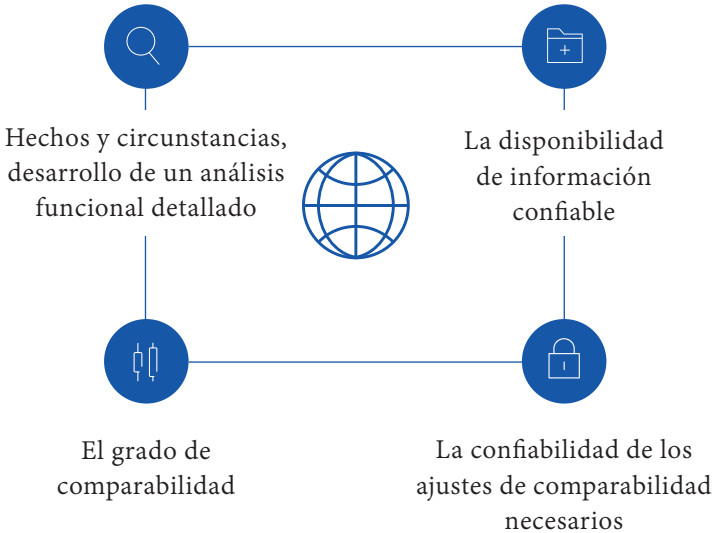 Hechos y circunstancias,
desarrollo de un análisis
funcional detallado
La disponibilidad
de información
confiable
El grado de
comparabilidad
La confiabilidad de los
ajustes de comparabilidad
necesarios